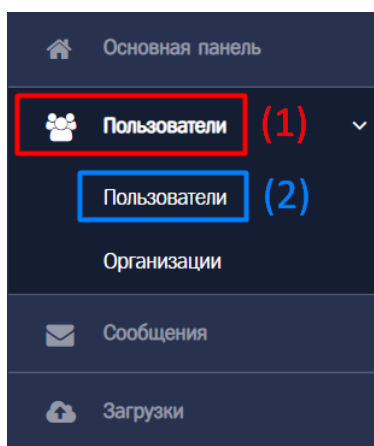 Основная панель
Пользователи (1)
Пользователи (2)
Организации
Сообщения
Загрузки